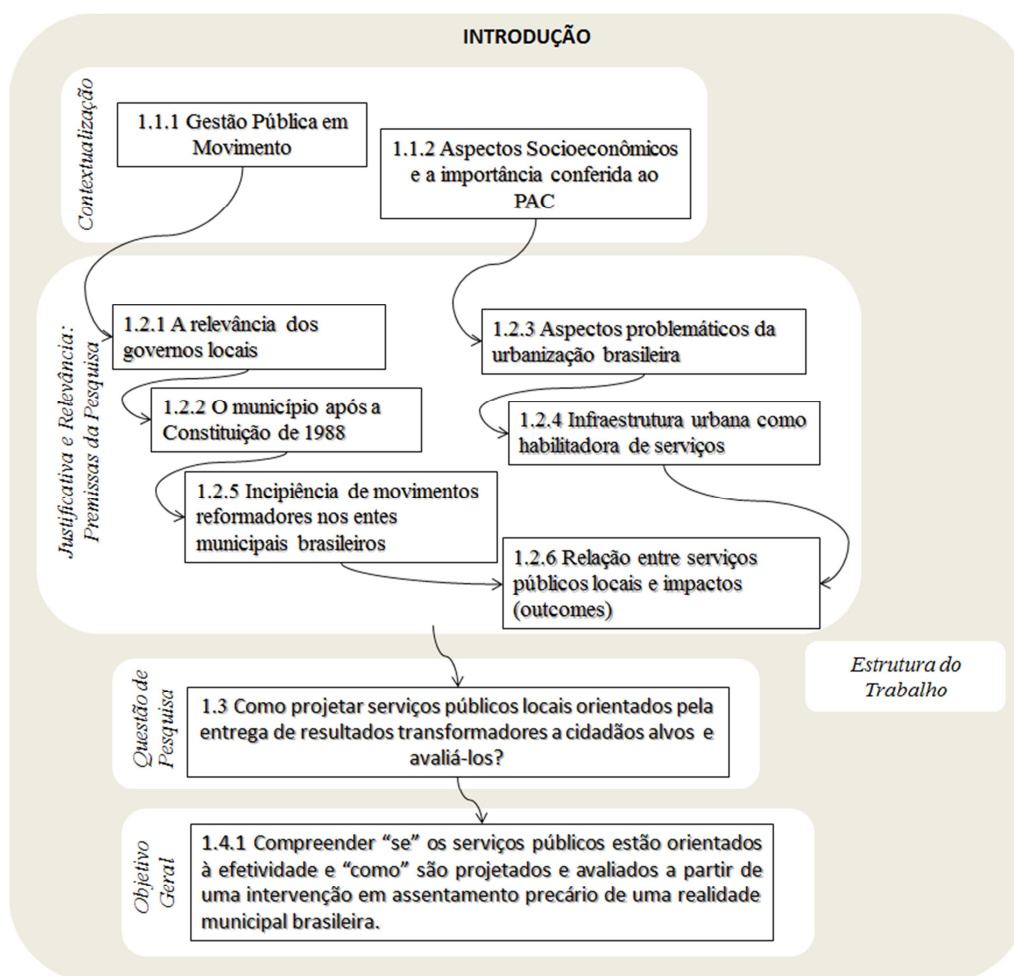 INTRODUÇÃO
Contextualização
1.1.1 Gestão Pública em
Movimento
1.1.2 Aspectos Socioeconômicos
e a importância conferida ao
PAC
Justificativa e Relevância:
Premissas da Pesquisa
1.2.1 A relevância dos
governos locais
1.2.3 Aspectos problemáticos da
urbanização brasileira
1.2.2 O município após a
Constituição de 1988
1.2.4 Infraestrutura urbana como
habilitadora de serviços
1.2.5 Incipiência de movimentos
reformadores nos entes
municipais brasileiros
1.2.6 Relação entre serviços
públicos locais e impactos
(outcomes)
Estrutura do
Trabalho
Questão de
Pesquisa
1.3 Como projetar serviços públicos locais orientados pela
entrega de resultados transformadores a cidadãos alvos e
avaliá-los?
Objetivo
Geral
1.4.1 Compreender “se” os serviços públicos estão orientados
à efetividade e “como” são projetados e avaliados a partir de
uma intervenção em assentamento precário de uma realidade
municipal brasileira.